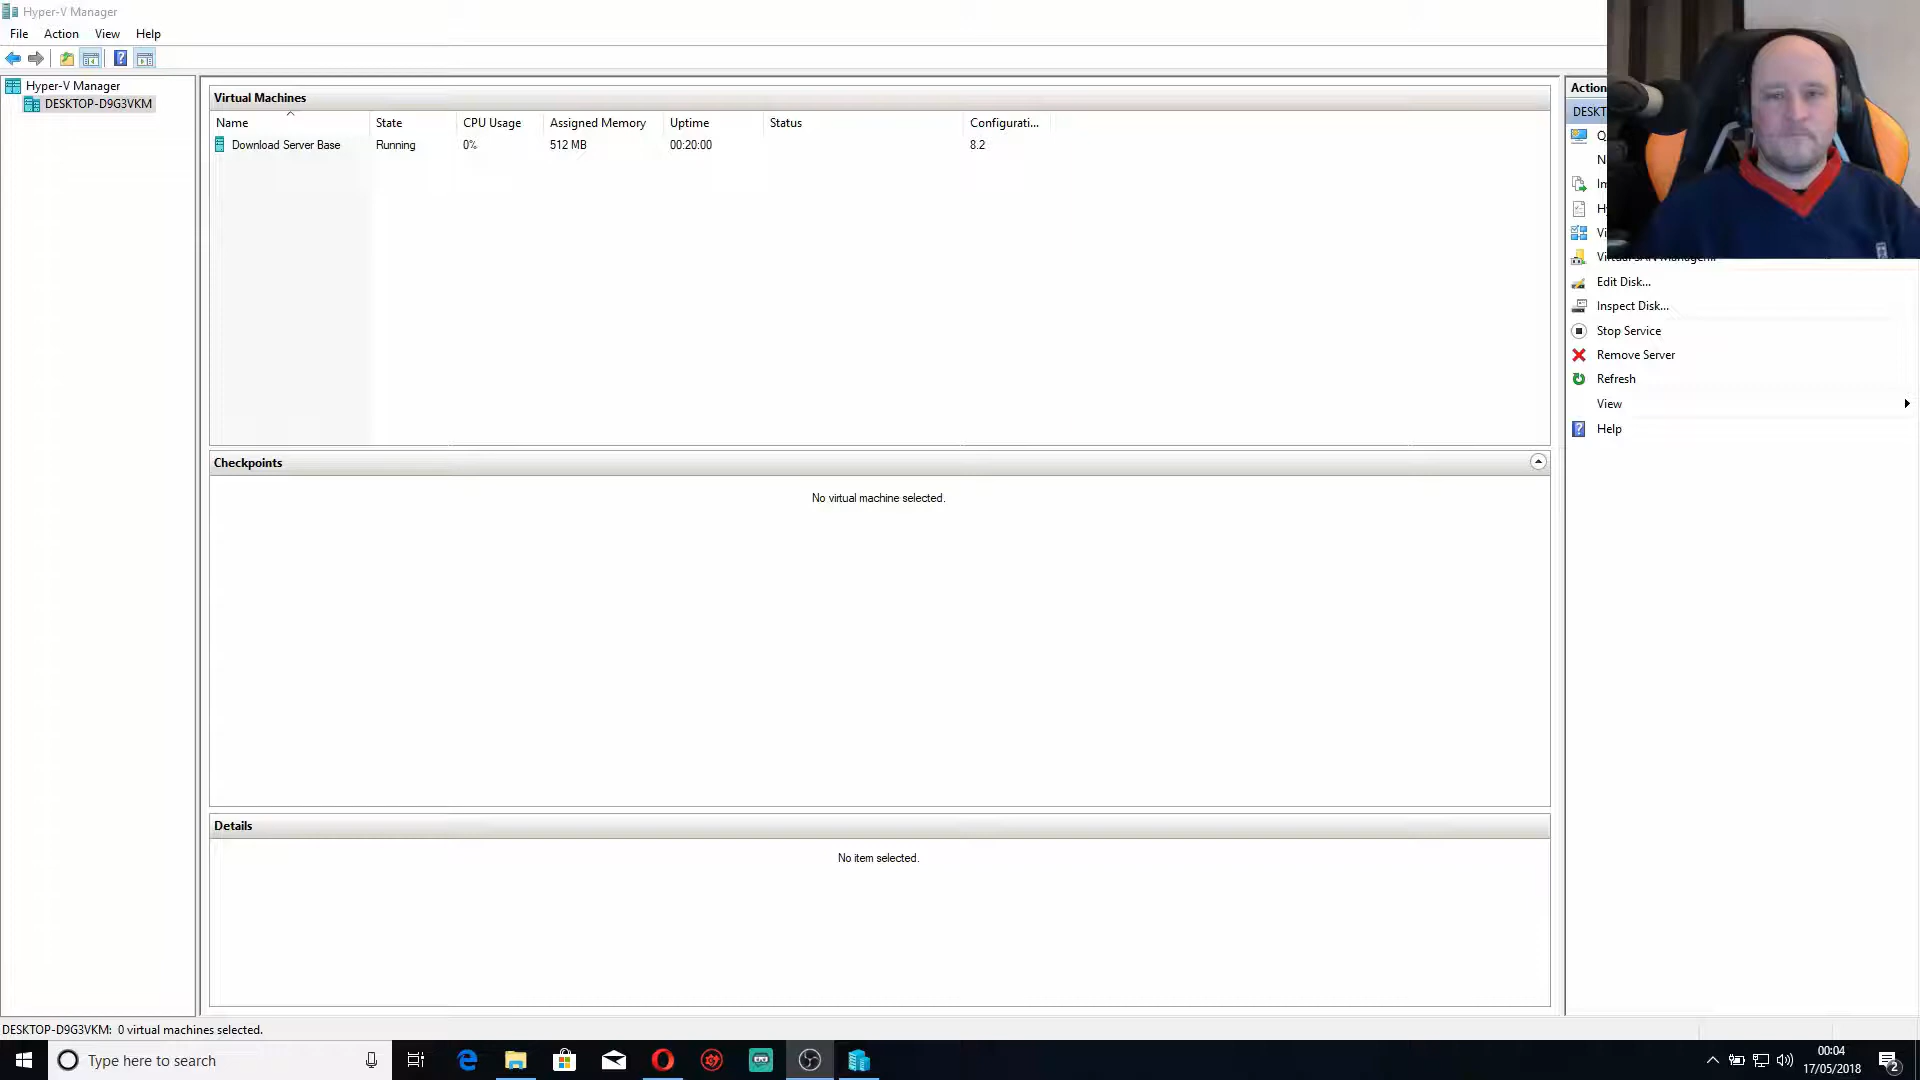 Hyper-V Manager
File Action View Help
Hyper-V Manager
DESKTOP-D9G3VKM
Virtual Machines
Name State CPU Usage Assigned Memory Uptime Status Configurati...
Download Server Base Running 0% 512 MB 00:20:00 8.2
Checkpoints
No virtual machine selected.
Details
No item selected.
Action
DESKT
Edit Disk...
Inspect Disk...
Stop Service
Remove Server
Refresh
View
Help
DESKTOP-D9G3VKM: 0 virtual machines selected.
Type here to search
00:04
17/05/2018
2